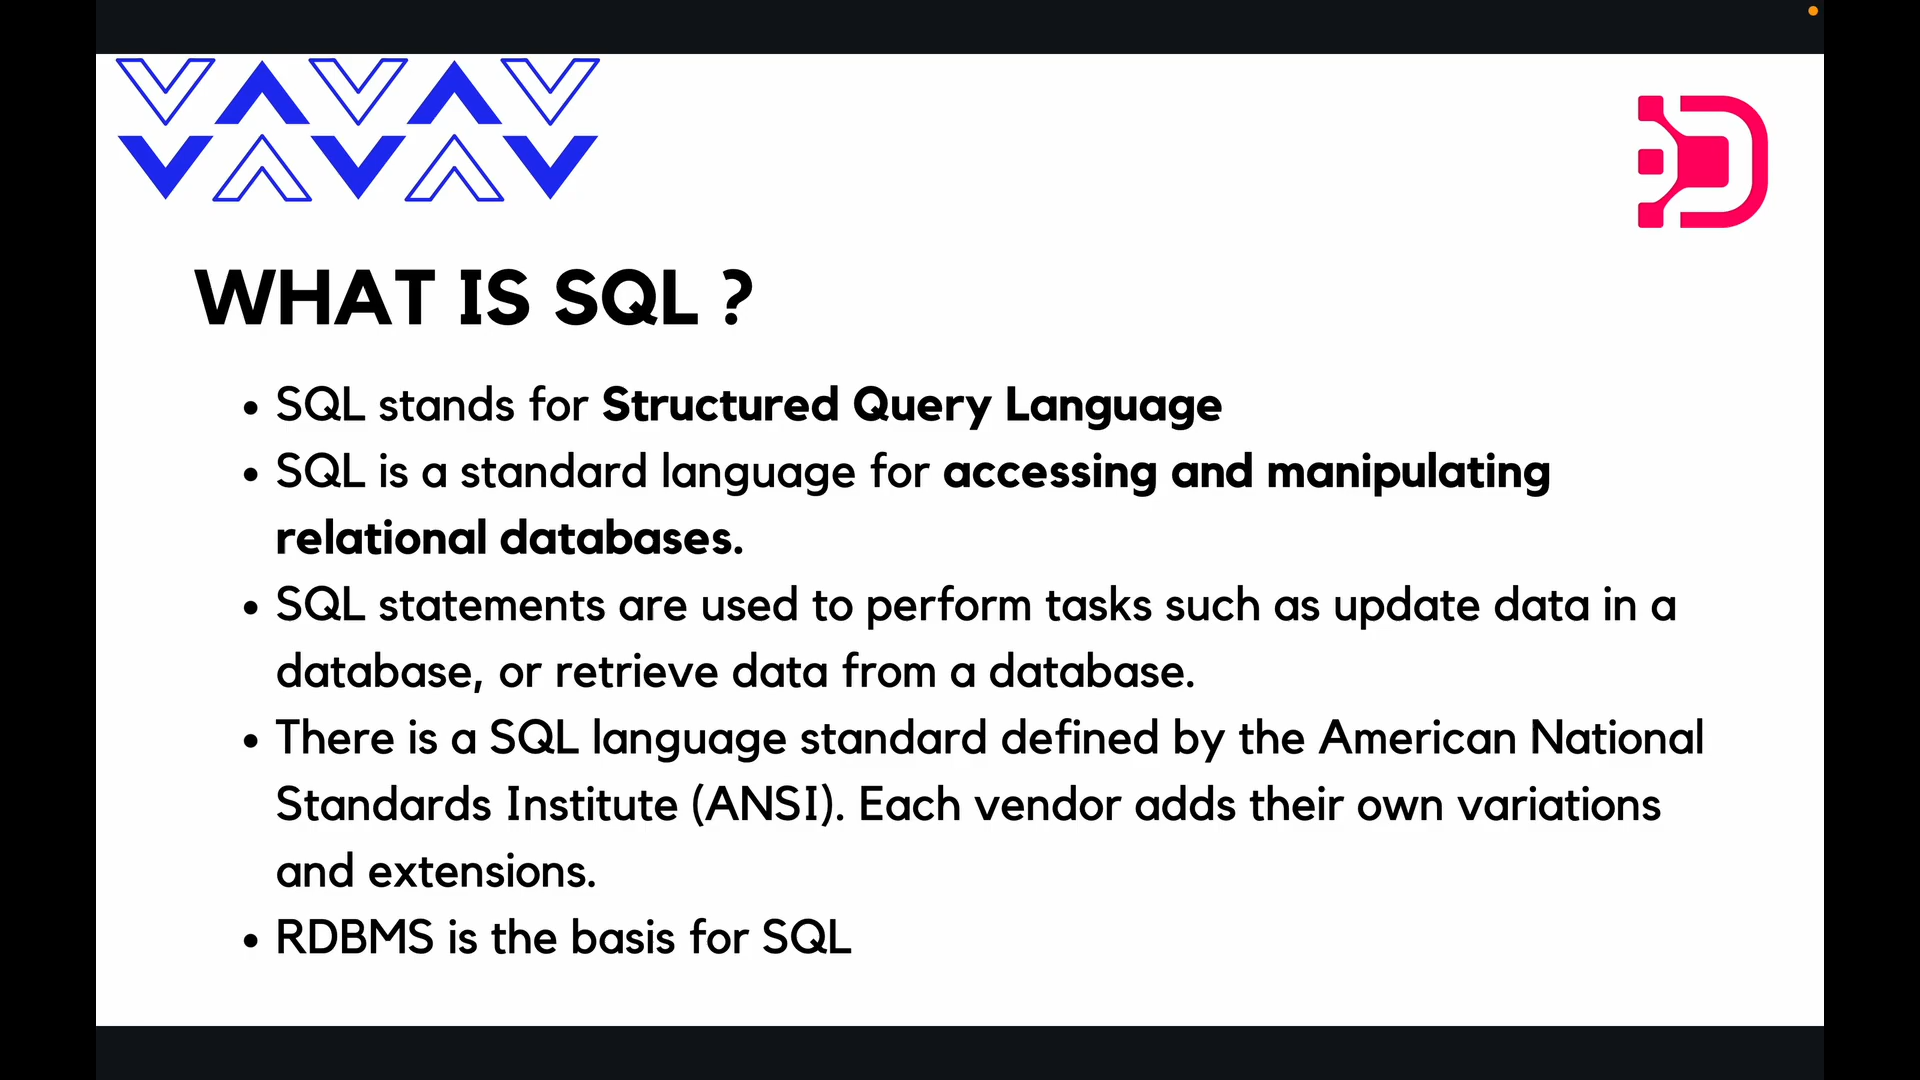 WHAT IS SQL ?
• SQL stands for Structured Query Language
• SQL is a standard language for accessing and manipulating
relational databases.
• SQL statements are used to perform tasks such as update data in a
database, or retrieve data from a database.
• There is a SQL language standard defined by the American National
Standards Institute (ANSI). Each vendor adds their own variations
and extensions.
• RDBMS is the basis for SQL